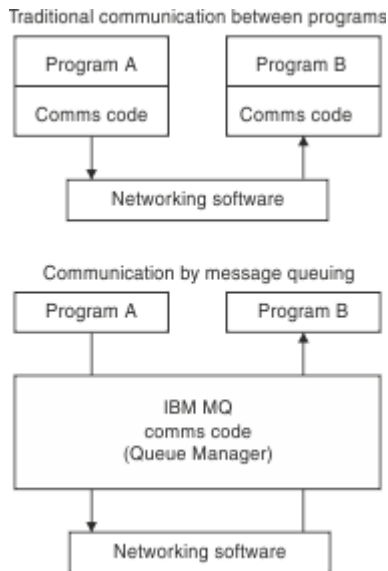 Traditional communication between programs
Program A
Program B
Comms code
Comms code
Networking software
Communication by message queuing
Program A
Program B
IBM MQ
comms code
(Queue Manager)
Networking software